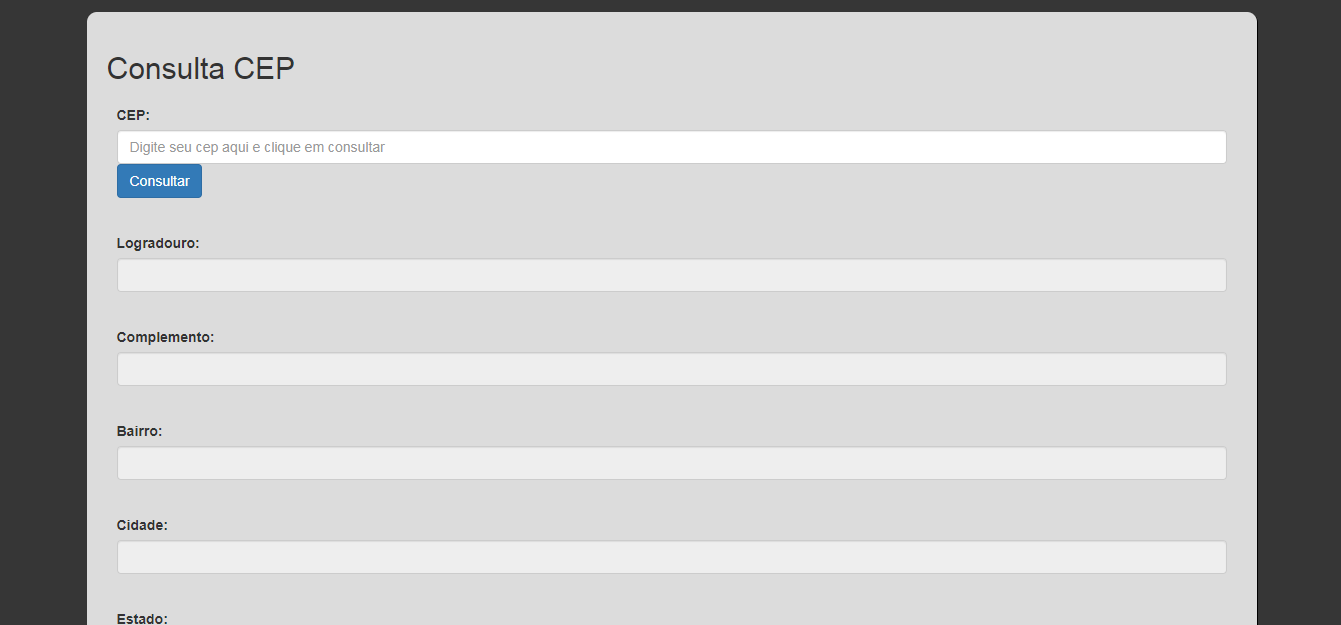 Consulta CEP
CEP:
Digite seu cep aqui e clique em consultar
Consultar
Logradouro:
Complemento:
Bairro:
Cidade:
Estado: